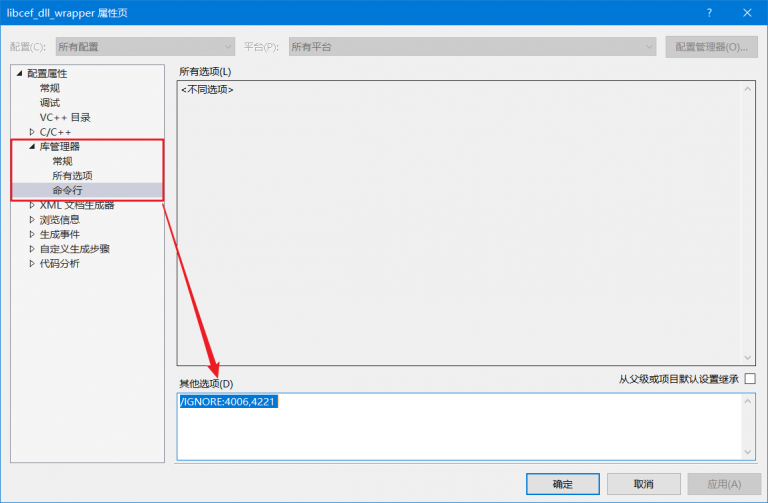 libcef_dll_wrapper 属性页
配置(C):
所有配置
平台(P):
所有平台
配置管理器(O)...
配置属性
常规
调试
VC++ 目录
C/C++
库管理器
常规
所有选项
命令行
XML 文档生成器
浏览信息
生成事件
自定义生成步骤
代码分析
所有选项(L)
<不同选项>
其他选项(D)
从父级或项目默认设置继承
/IGNORE:4006,4221
确定
取消
应用(A)